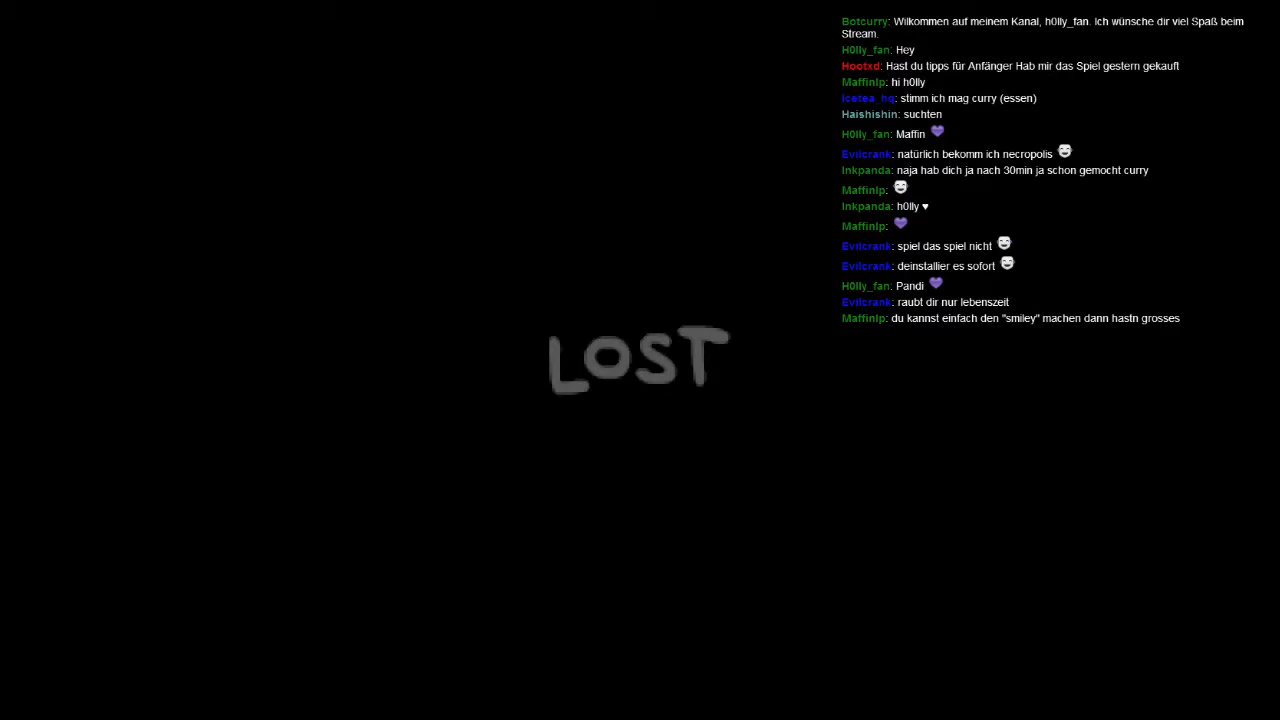 Botcurry: Wilkommen auf meinem Kanal, h0lly_fan. Ich wünsche dir viel Spaß beim
Stream.
H0lly_fan: Hey
Hootxd: Hast du tipps für Anfänger Hab mir das Spiel gestern gekauft
Maffinlp: hi h0lly
Icetea_hq: stimm ich mag curry (essen)
Haishishin: suchten
H0lly_fan: Maffin
Evilcrank: natürlich bekomm ich necropolis
Inkpanda: naja hab dich ja nach 30min ja schon gemocht curry
Maffinlp:
Inkpanda: h0lly ♥
Maffinlp:
Evilcrank: spiel das spiel nicht
Evilcrank: deinstallier es sofort
H0lly_fan: Pandi
Evilcrank: raubt dir nur lebenszeit
Maffinlp: du kannst einfach den "smiley" machen dann hastn grosses
LOST